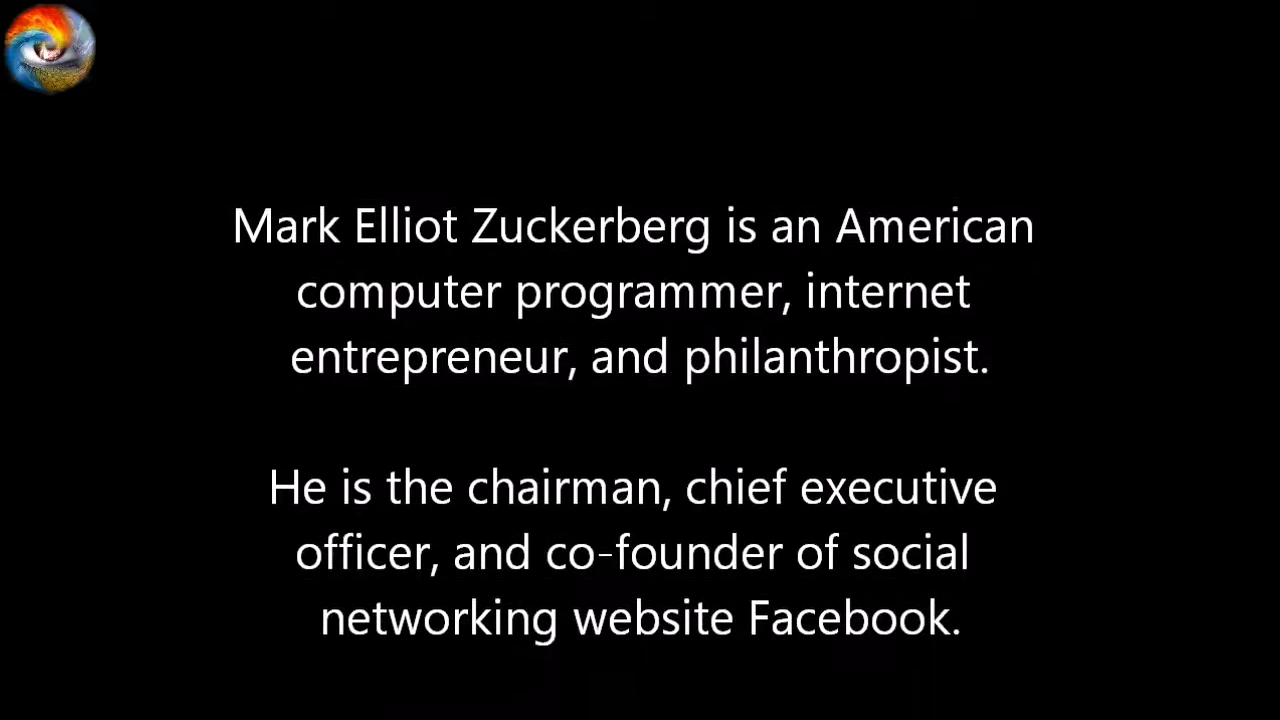 Mark Elliot Zuckerberg is an American
computer programmer, internet
entrepreneur, and philanthropist.
He is the chairman, chief executive
officer, and co-founder of social
networking website Facebook.